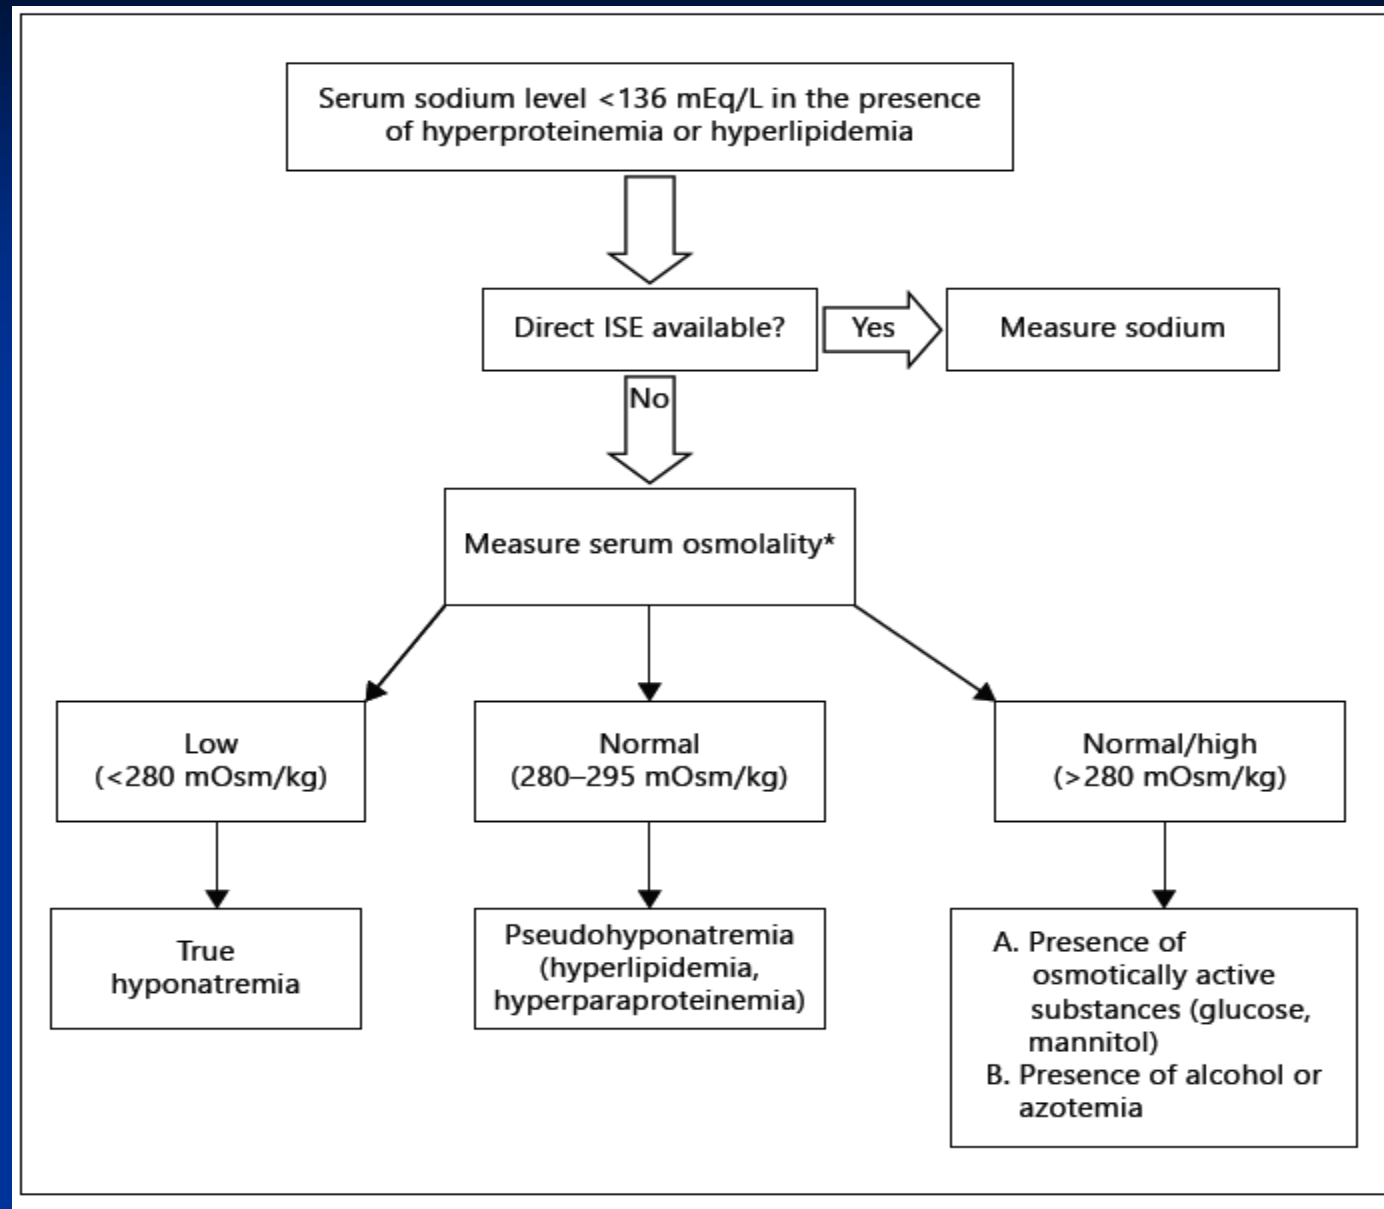 Serum sodium level <136 mEq/L in the presence
of hyperproteinemia or hyperlipidemia
Direct ISE available?
Yes
Measure sodium
No
Measure serum osmolality*
Low
(<280 mOsm/kg)
Normal
(280–295 mOsm/kg)
Normal/high
(>280 mOsm/kg)
True
hyponatremia
Pseudohyponatremia
(hyperlipidemia,
hyperparaproteinemia)
A. Presence of
osmotically active
substances (glucose,
mannitol)
B. Presence of alcohol or
azotemia